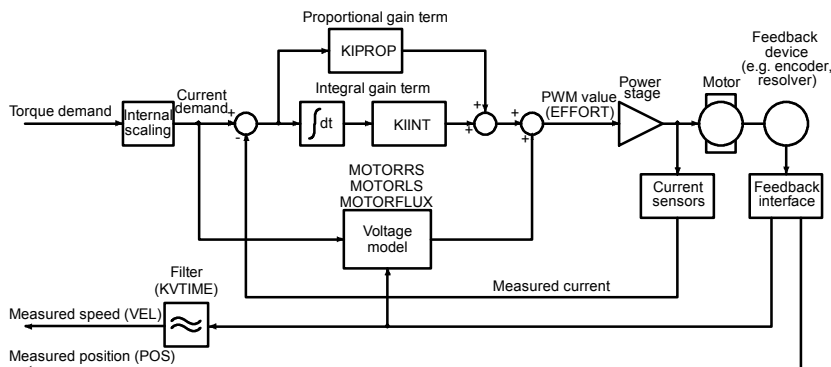 Proportional gain term
KIPROP
Feedback
device
(e.g. encoder,
resolver)
Power
stage
Motor
Integral gain term
Current
demand
PWM value
(EFFORT)
Torque demand
Internal
scaling
+
-
∫dt
KIINT
+
+
+
+
MOTORRS
MOTORLS
MOTORFLUX
Voltage
model
Current
sensors
Feedback
interface
Filter
(KVTIME)
Measured current
Measured speed (VEL)
Measured position (POS)